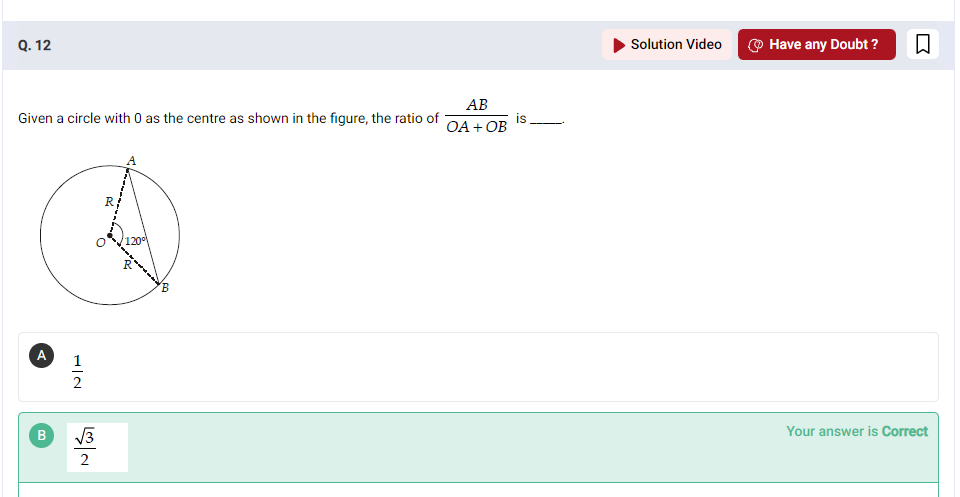 Q. 12
Solution Video
Have any Doubt ?
Given a circle with 0 as the centre as shown in the figure, the ratio of AB / OA + OB is _____.
A
R
O
120°
R
B
A
1
2
B
√3
2
Your answer is Correct